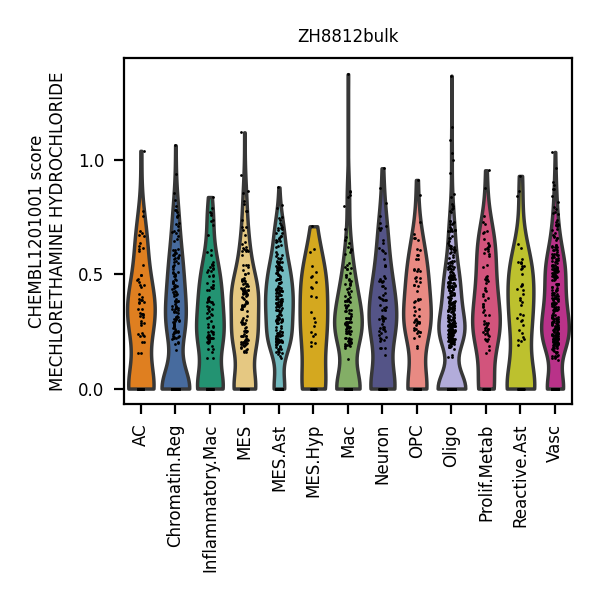 ZH8812bulk
CHEMBL1201001 score
MECHLORETHAMINE HYDROCHLORIDE
1.0
0.5
0.0
AC
Chromatin.Reg
Inflammatory.Mac
MES
MES.Ast
MES.Hyp
Mac
Neuron
OPC
Oligo
Prolif.Metab
Reactive.Ast
Vasc